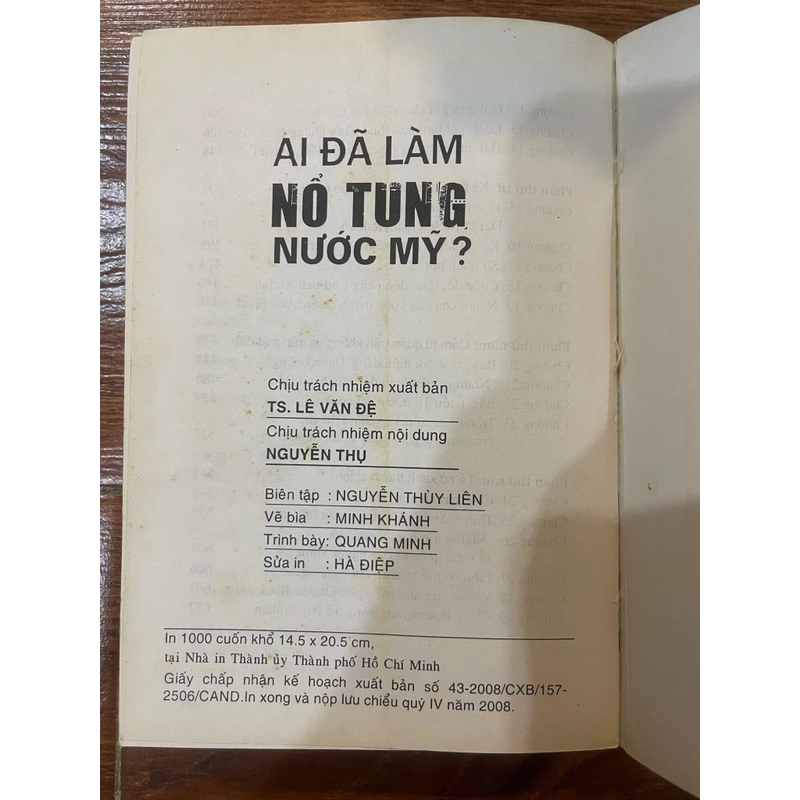 AI ĐÃ LÀM
NỔ TUNG
NƯỚC MỸ?
Chịu trách nhiệm xuất bản
TS. LÊ VĂN ĐỆ
Chịu trách nhiệm nội dung
NGUYỄN THỤ
Biên tập : NGUYỄN THÙY LIÊN
Vẽ bìa : MINH KHÁNH
Trình bày: QUANG MINH
Sửa in : HÀ ĐIỆP
In 1000 cuốn khổ 14.5 x 20.5 cm,
tại Nhà in Thành ủy Thành phố Hồ Chí Minh
Giấy chấp nhận kế hoạch xuất bản số 43-2008/CXB/157-
2506/CAND.In xong và nộp lưu chiểu quý IV năm 2008.